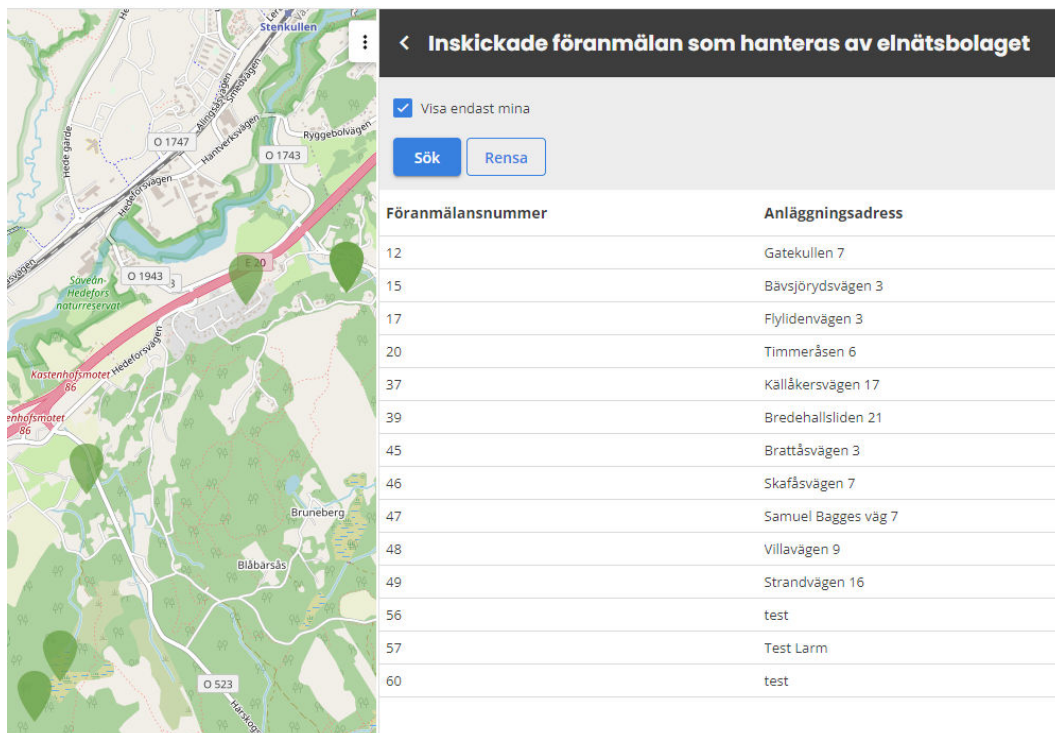 Stenkullen
Alingsåsvägen
Smedvägen
Hantverksvägen
Ryggebolvägen
Hede garde
O 1747
O 1743
Hedeforsvägen
E 20
O 1943
3
Säveån-
Hedefors
naturreservat
Hedeforsvägen
Kastenhofsmotet
86
enhofsmotet
86
Bruneberg
Blåbärsås
O 523
Härskog
Inskickade föranmälan som hanteras av elnätsbolaget
Visa endast mina
Sök Rensa
Föranmälansnummer Anläggningsadress
12 Gatekullen 7
15 Bävsjörydsvägen 3
17 Flylidenvägen 3
20 Timmeråsen 6
37 Källåkersvägen 17
39 Bredehallsliden 21
45 Brattåsvägen 3
46 Skafåsvägen 7
47 Samuel Bagges väg 7
48 Villavägen 9
49 Strandvägen 16
56 test
57 Test Larm
60 test